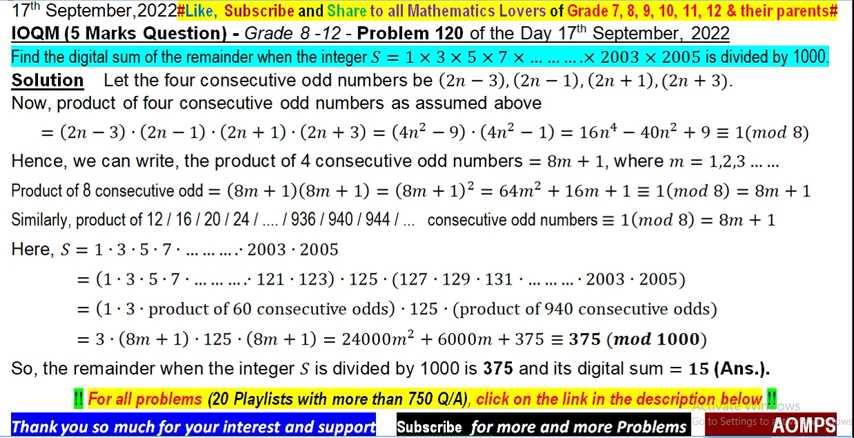 17th September,2022#Like, Subscribe and Share to all Mathematics Lovers of Grade 7, 8, 9, 10, 11, 12 & their parents#
IOQM (5 Marks Question) - Grade 8 -12 - Problem 120 of the Day 17th September, 2022
Find the digital sum of the remainder when the integer S = 1 × 3 × 5 × 7 × ... ... ... .× 2003 × 2005 is divided by 1000.
Solution Let the four consecutive odd numbers be (2n − 3), (2n − 1), (2n + 1), (2n + 3).
Now, product of four consecutive odd numbers as assumed above
= (2n − 3) · (2n − 1) · (2n + 1) · (2n + 3) = (4n² − 9) · (4n² − 1) = 16n⁴ − 40n² + 9 ≡ 1(mod 8)
Hence, we can write, the product of 4 consecutive odd numbers = 8m + 1, where m = 1,2,3 ... ...
Product of 8 consecutive odd = (8m + 1)(8m + 1) = (8m + 1)² = 64m² + 16m + 1 ≡ 1(mod 8) = 8m + 1
Similarly, product of 12 / 16 / 20 / 24 / .... / 936 / 940 / 944 / ... consecutive odd numbers ≡ 1(mod 8) = 8m + 1
Here, S = 1 · 3 · 5 · 7 · ... ... ... .· 2003 · 2005
= (1 · 3 · 5 · 7 · ... ... ... .· 121 · 123) · 125 · (127 · 129 · 131 · ... ... ... · 2003 · 2005)
= (1 · 3 · product of 60 consecutive odds) · 125 · (product of 940 consecutive odds)
= 3 · (8m + 1) · 125 · (8m + 1) = 24000m² + 6000m + 375 ≡ 375 (mod 1000)
So, the remainder when the integer S is divided by 1000 is 375 and its digital sum = 15 (Ans.).
!! For all problems (20 Playlists with more than 750 Q/A), click on the link in the description below !!
Activate Windows
Thank you so much for your interest and support Subscribe for more and more Problems AOMPS
Go to Settings to